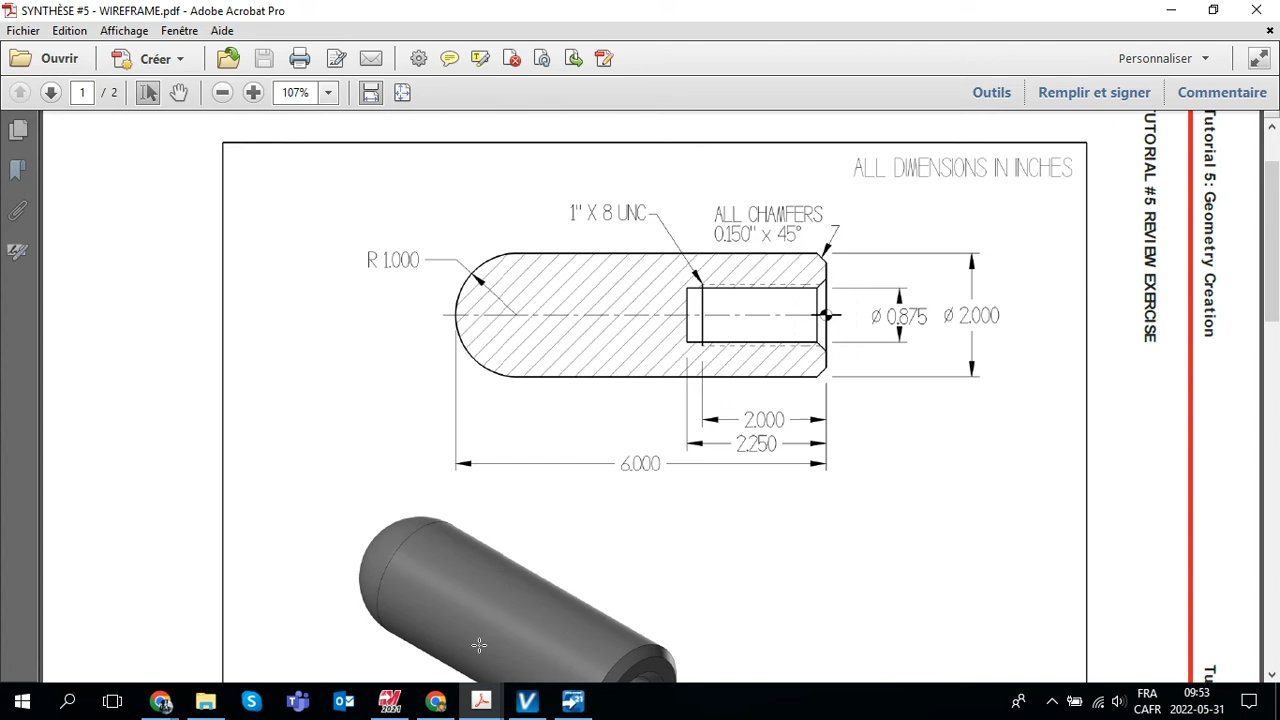 SYNTHÈSE #5 - WIREFRAME.pdf - Adobe Acrobat Pro
Fichier Edition Affichage Fenêtre Aide
Ouvrir Créer Personnaliser
1 / 2 107% Outils Remplir et signer Commentaire
ALL DIMENSIONS IN INCHES
1" X 8 UNC
ALL CHAMFERS
0.150" x 45°
R 1.000
Ø 0.875 Ø 2.000
2.000
2.250
6.000
Tutorial 5: Geometry Creation
UTORIAL #5 REVIEW EXERCISE
FRA
CAFR
09:53
2022-05-31